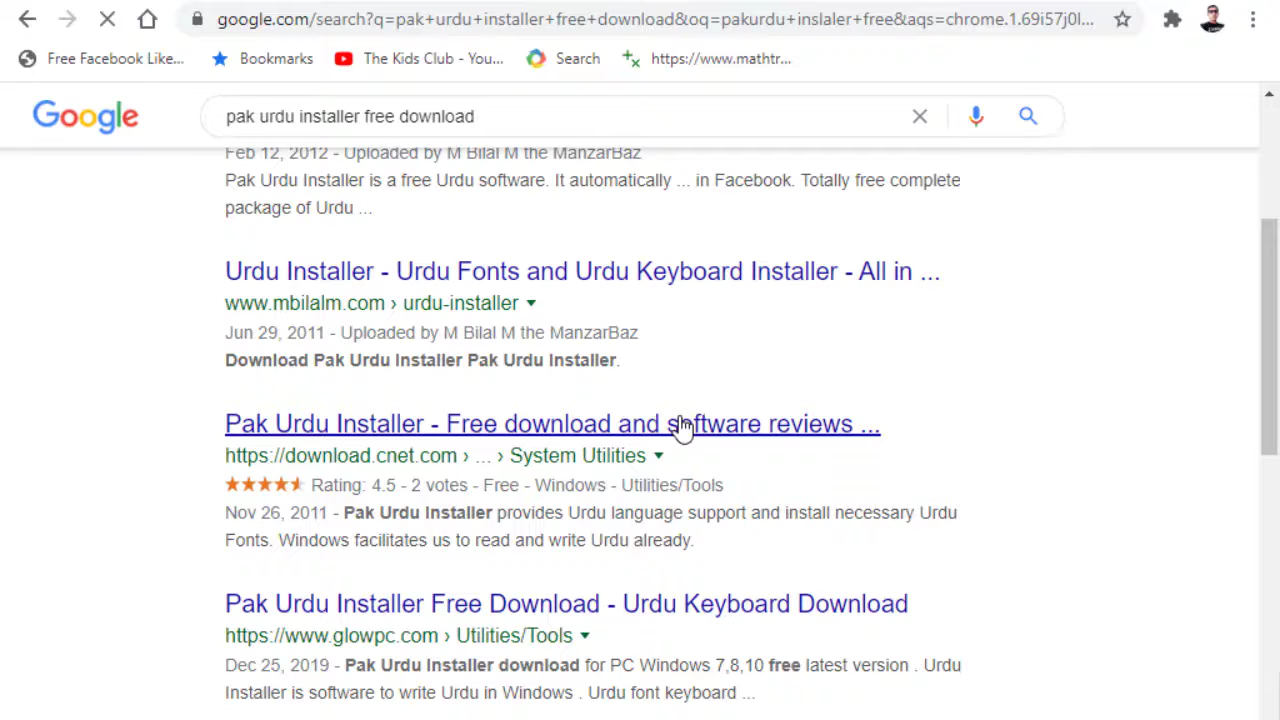 google.com/search?q=pak+urdu+installer+free+download&oq=pakurdu+inslaler+free&aqs=chrome.1.69i57j0l...
Free Facebook Like...
Bookmarks
The Kids Club - You...
Search
https://www.mathtr...
Google
pak urdu installer free download
Feb 12, 2012 - Uploaded by M Bilal M the ManzarBaz
Pak Urdu Installer is a free Urdu software. It automatically ... in Facebook. Totally free complete
package of Urdu ...
Urdu Installer - Urdu Fonts and Urdu Keyboard Installer - All in ...
www.mbilalm.com › urdu-installer
Jun 29, 2011 - Uploaded by M Bilal M the ManzarBaz
Download Pak Urdu Installer Pak Urdu Installer.
Pak Urdu Installer - Free download and software reviews ...
https://download.cnet.com › ... › System Utilities
Rating: 4.5 - 2 votes - Free - Windows - Utilities/Tools
Nov 26, 2011 - Pak Urdu Installer provides Urdu language support and install necessary Urdu
Fonts. Windows facilitates us to read and write Urdu already.
Pak Urdu Installer Free Download - Urdu Keyboard Download
https://www.glowpc.com › Utilities/Tools
Dec 25, 2019 - Pak Urdu Installer download for PC Windows 7,8,10 free latest version . Urdu
Installer is software to write Urdu in Windows . Urdu font keyboard ...